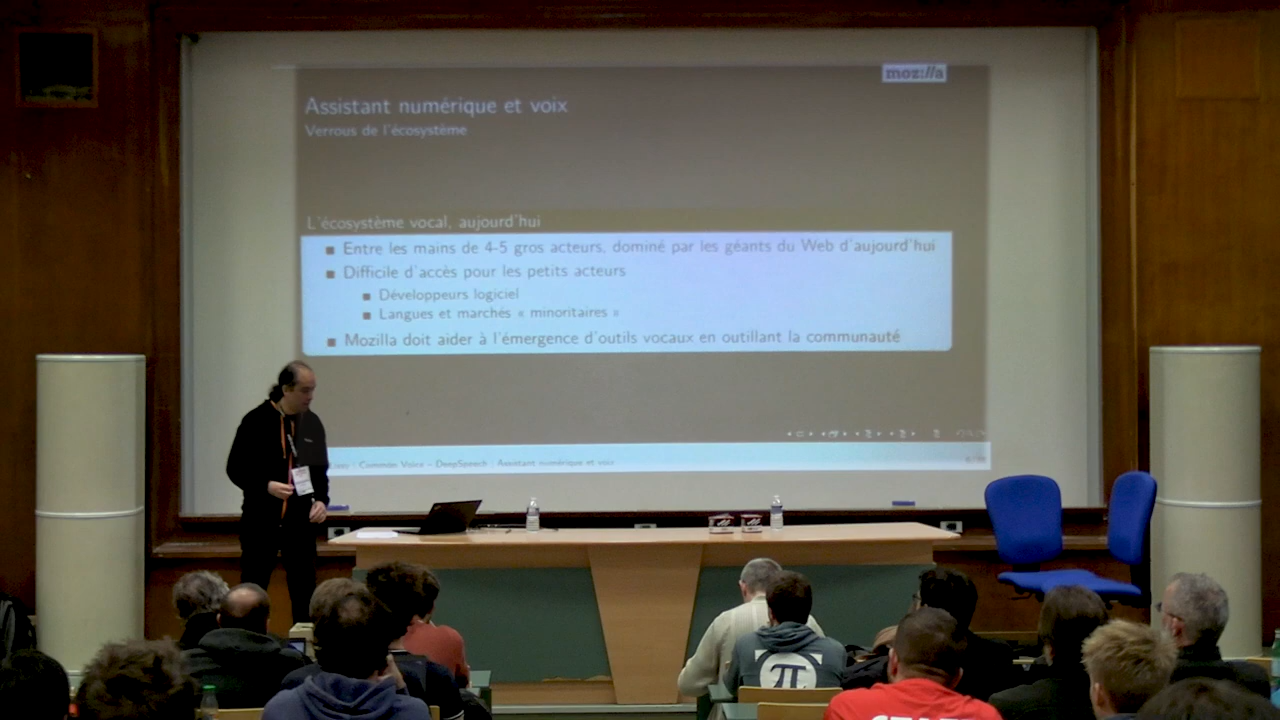 moz://a
Assistant numérique et voix
Verrous de l'écosystème
L'écosystème vocal, aujourd'hui
Entre les mains de 4-5 gros acteurs, dominé par les géants du Web d'aujourd'hui
Difficile d'accès pour les petits acteurs
Développeurs logiciel
Langues et marchés « minoritaires »
Mozilla doit aider à l'émergence d'outils vocaux en outillant la communauté
Common Voice – DeepSpeech : Assistant numérique et voix
π
STAFF